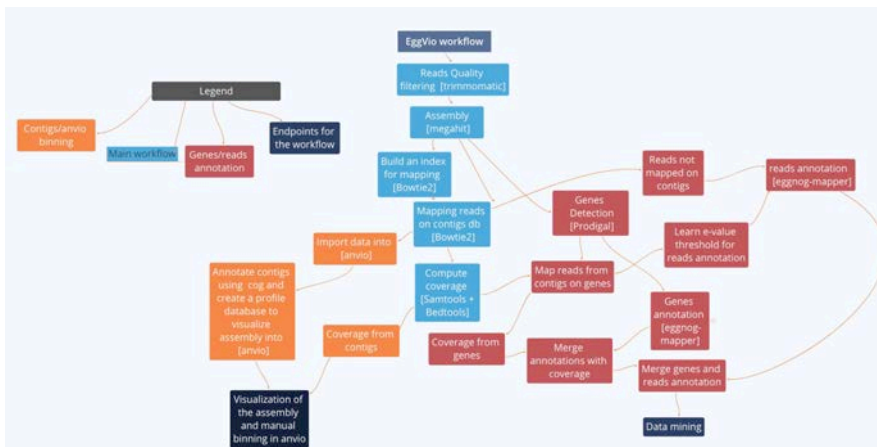 EggVio workflow
Reads Quality
filtering [trimmomatic]
Legend
Assembly
[megahit]
Contigs/anvio
binning
Main workflow
Genes/reads
annotation
Endpoints for
the workflow
Build an index
for mapping
[Bowtie2]
Reads not
mapped on
contigs
reads annotation
[eggnog-mapper]
Mapping reads
on contigs db
[Bowtie2]
Genes
Detection
[Prodigal]
Learn e-value
threshold for
reads annotation
Import data into
[anvio]
Annotate contigs
using cog and
create a profile
database to
visualize
assembly into
[anvio]
Compute
coverage
[Samtools +
Bedtools]
Map reads from
contigs on genes
Genes
annotation
[eggnog-
mapper]
Coverage from
contigs
Coverage from
genes
Merge
annotations with
coverage
Merge genes and
reads annotation
Visualization of
the assembly
and manual
binning in anvio
Data mining